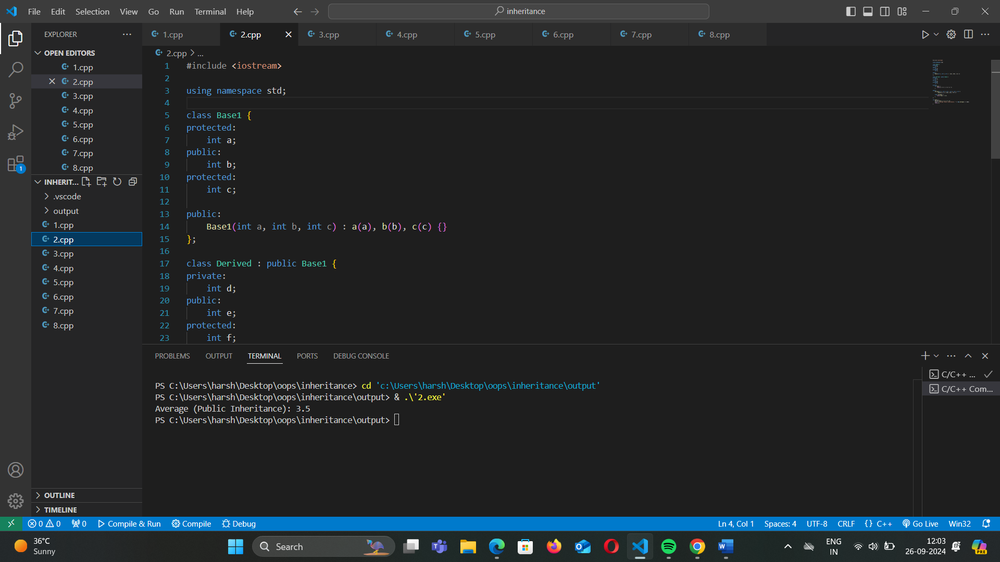 File Edit Selection View Go Run Terminal Help
inheritance
EXPLORER
OPEN EDITORS
1.cpp
2.cpp
3.cpp
4.cpp
5.cpp
6.cpp
7.cpp
8.cpp
INHERIT...
.vscode
output
1.cpp
2.cpp
3.cpp
4.cpp
5.cpp
6.cpp
7.cpp
8.cpp
OUTLINE
TIMELINE
1.cpp 2.cpp 3.cpp 4.cpp 5.cpp 6.cpp 7.cpp 8.cpp
2.cpp > ...
1 #include <iostream>
2
3 using namespace std;
4
5 class Base1 {
6 protected:
7     int a;
8 public:
9     int b;
10 protected:
11     int c;
12
13 public:
14     Base1(int a, int b, int c) : a(a), b(b), c(c) {}
15 };
16
17 class Derived : public Base1 {
18 private:
19     int d;
20 public:
21     int e;
22 protected:
23     int f;
PROBLEMS OUTPUT TERMINAL PORTS DEBUG CONSOLE
PS C:\Users\harsh\Desktop\oops\inheritance> cd 'c:\Users\harsh\Desktop\oops\inheritance\output'
PS C:\Users\harsh\Desktop\oops\inheritance\output> & .\'2.exe'
Average (Public Inheritance): 3.5
PS C:\Users\harsh\Desktop\oops\inheritance\output>
C/C++ ...
C/C++ Com...
1
0 0 0 Compile & Run Compile Debug
Ln 4, Col 1 Spaces: 4 UTF-8 CRLF {} C++ Go Live Win32
36°C
Sunny
Search
ENG
IN
12:03
26-09-2024
PRE